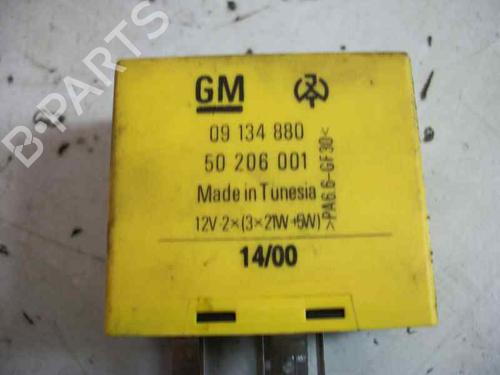 GM
09 134 880
50 206 001
Made in Tunesia
12V 2×(3×21W+5W)
>PA6.6-GF30<
14/00
B-PARTS